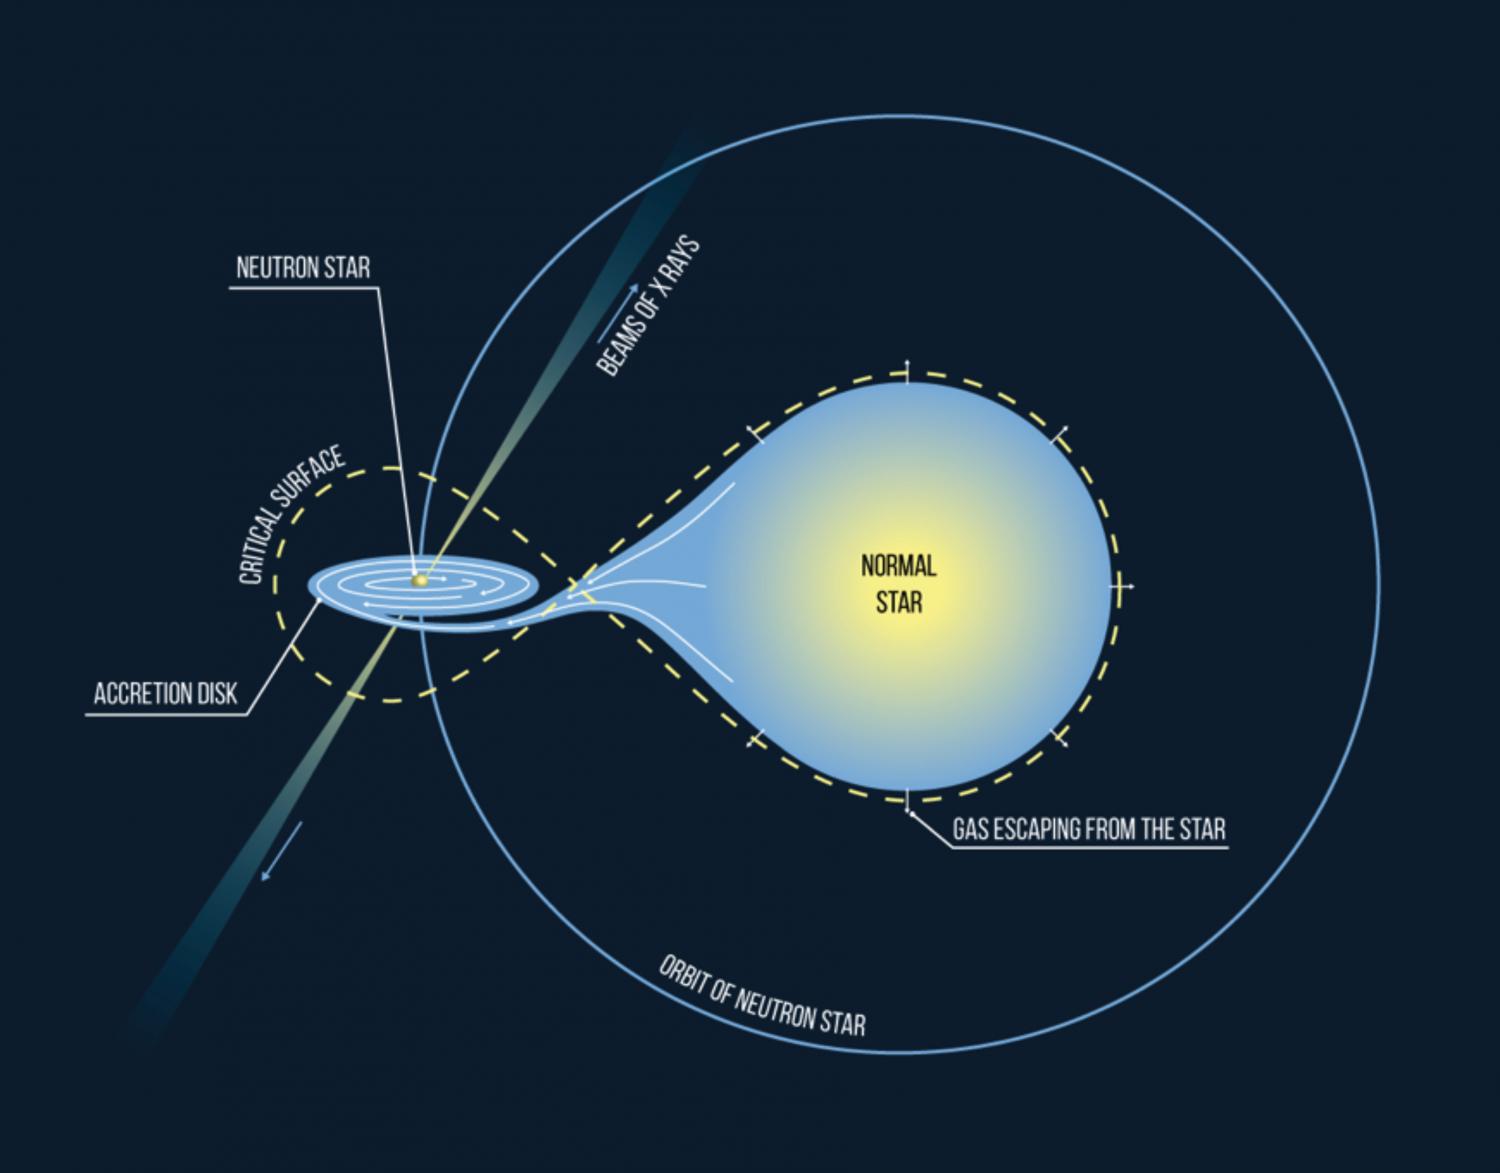 NEUTRON STAR
BEAMS OF X RAYS
CRITICAL SURFACE
NORMAL
STAR
ACCRETION DISK
GAS ESCAPING FROM THE STAR
ORBIT OF NEUTRON STAR